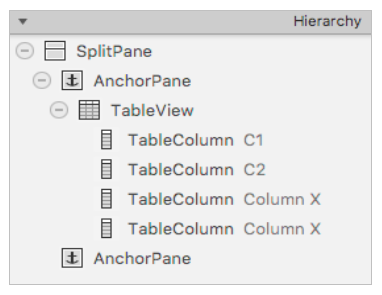 Hierarchy
SplitPane
AnchorPane
TableView
TableColumn C1
TableColumn C2
TableColumn Column X
TableColumn Column X
AnchorPane